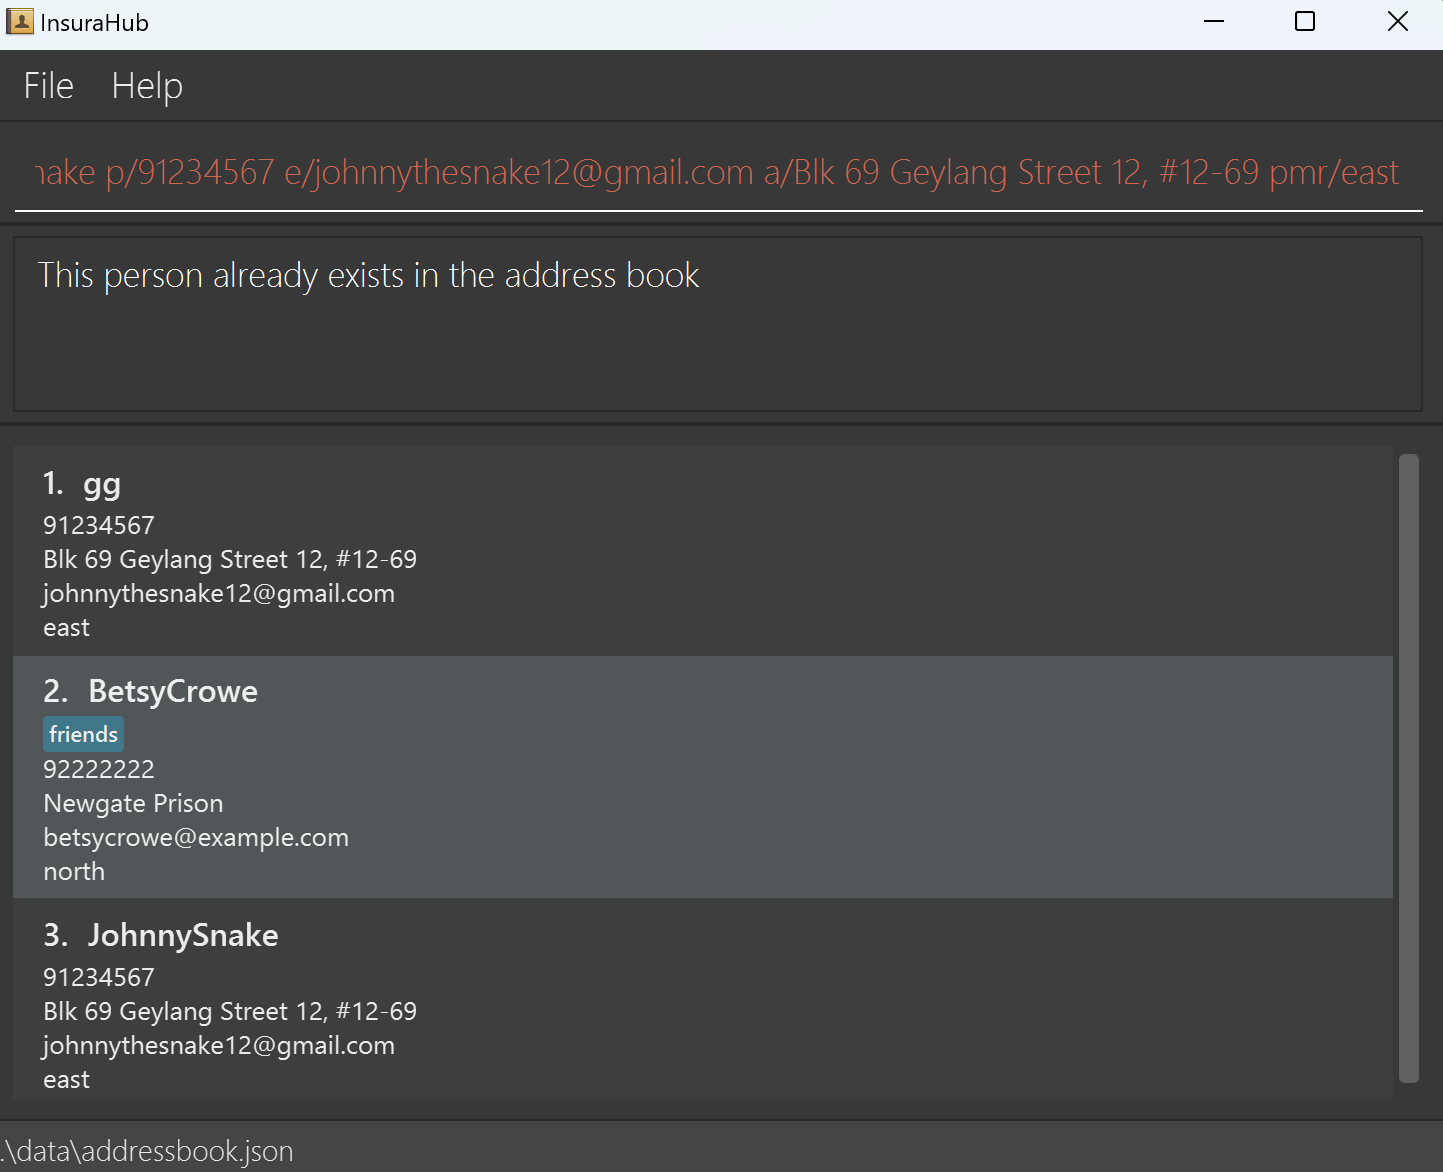 InsuraHub
File Help
nake p/91234567 e/johnnythesnake12@gmail.com a/Blk 69 Geylang Street 12, #12-69 pmr/east
This person already exists in the address book
1. gg
91234567
Blk 69 Geylang Street 12, #12-69
johnnythesnake12@gmail.com
east
2. BetsyCrowe
friends
92222222
Newgate Prison
betsycrowe@example.com
north
3. JohnnySnake
91234567
Blk 69 Geylang Street 12, #12-69
johnnythesnake12@gmail.com
east
.\data\addressbook.json